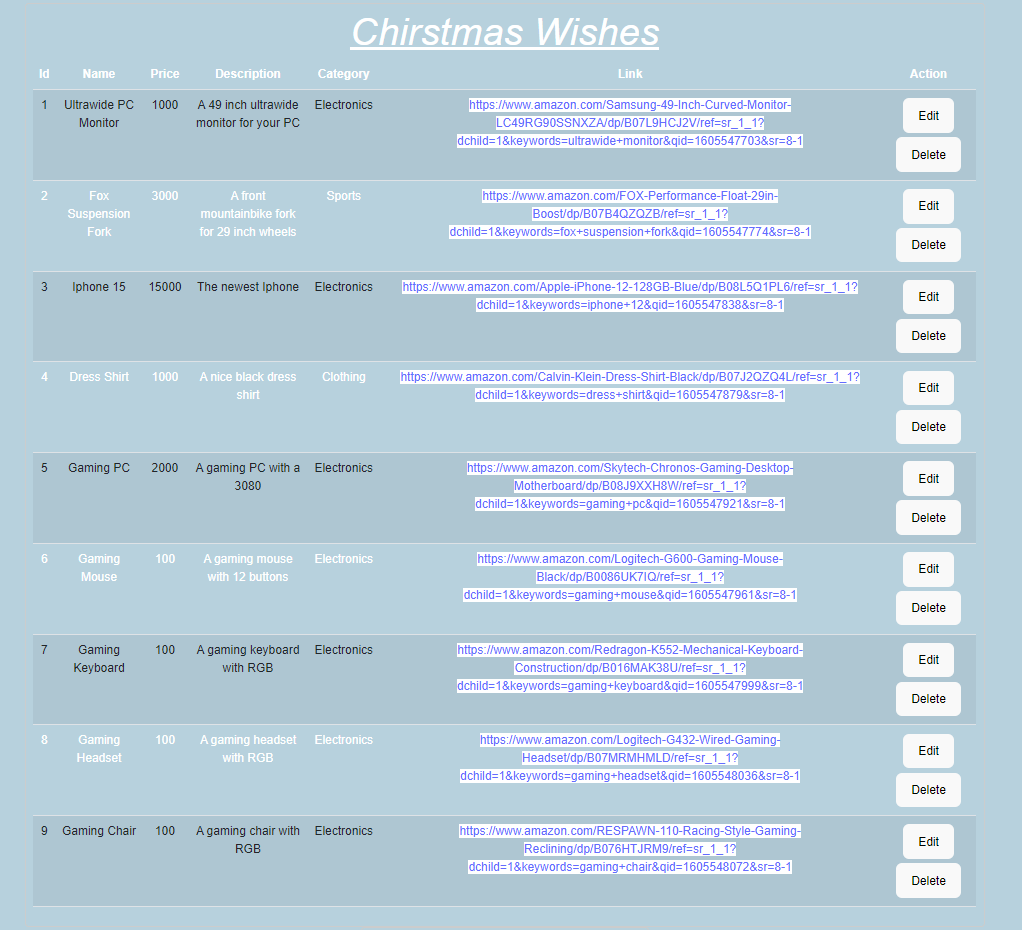 Chirstmas Wishes
Id Name Price Description Category Link Action
1 Ultrawide PC Monitor 1000 A 49 inch ultrawide monitor for your PC Electronics https://www.amazon.com/Samsung-49-Inch-Curved-Monitor-LC49RG90SSNXZA/dp/B07L9HCJ2V/ref=sr_1_1?dchild=1&keywords=ultrawide+monitor&qid=1605547703&sr=8-1 Edit Delete
2 Fox Suspension Fork 3000 A front mountainbike fork for 29 inch wheels Sports https://www.amazon.com/FOX-Performance-Float-29in-Boost/dp/B07B4QZQZB/ref=sr_1_1?dchild=1&keywords=fox+suspension+fork&qid=1605547774&sr=8-1 Edit Delete
3 Iphone 15 15000 The newest Iphone Electronics https://www.amazon.com/Apple-iPhone-12-128GB-Blue/dp/B08L5Q1PL6/ref=sr_1_1?dchild=1&keywords=iphone+12&qid=1605547838&sr=8-1 Edit Delete
4 Dress Shirt 1000 A nice black dress shirt Clothing https://www.amazon.com/Calvin-Klein-Dress-Shirt-Black/dp/B07J2QZQ4L/ref=sr_1_1?dchild=1&keywords=dress+shirt&qid=1605547879&sr=8-1 Edit Delete
5 Gaming PC 2000 A gaming PC with a 3080 Electronics https://www.amazon.com/Skytech-Chronos-Gaming-Desktop-Motherboard/dp/B08J9XXH8W/ref=sr_1_1?dchild=1&keywords=gaming+pc&qid=1605547921&sr=8-1 Edit Delete
6 Gaming Mouse 100 A gaming mouse with 12 buttons Electronics https://www.amazon.com/Logitech-G600-Gaming-Mouse-Black/dp/B0086UK7IQ/ref=sr_1_1?dchild=1&keywords=gaming+mouse&qid=1605547961&sr=8-1 Edit Delete
7 Gaming Keyboard 100 A gaming keyboard with RGB Electronics https://www.amazon.com/Redragon-K552-Mechanical-Keyboard-Construction/dp/B016MAK38U/ref=sr_1_1?dchild=1&keywords=gaming+keyboard&qid=1605547999&sr=8-1 Edit Delete
8 Gaming Headset 100 A gaming headset with RGB Electronics https://www.amazon.com/Logitech-G432-Wired-Gaming-Headset/dp/B07MRMHMLD/ref=sr_1_1?dchild=1&keywords=gaming+headset&qid=1605548036&sr=8-1 Edit Delete
9 Gaming Chair 100 A gaming chair with RGB Electronics https://www.amazon.com/RESPAWN-110-Racing-Style-Gaming-Reclining/dp/B076HTJRM9/ref=sr_1_1?dchild=1&keywords=gaming+chair&qid=1605548072&sr=8-1 Edit Delete